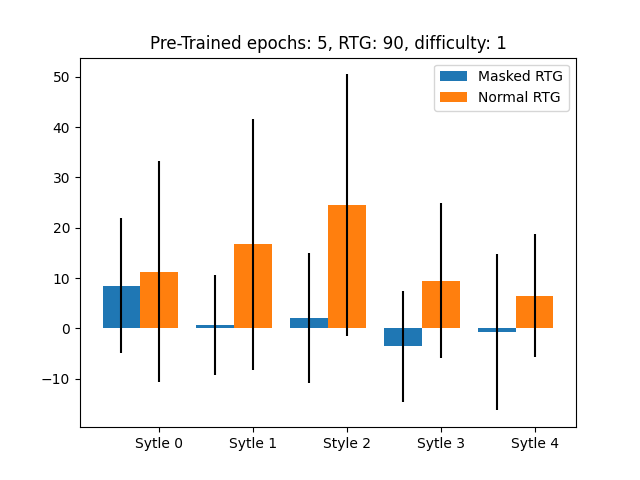 Pre-Trained epochs: 5, RTG: 90, difficulty: 1
Masked RTG
Normal RTG
50
40
30
20
10
0
−10
Sytle 0 Sytle 1 Style 2 Sytle 3 Sytle 4